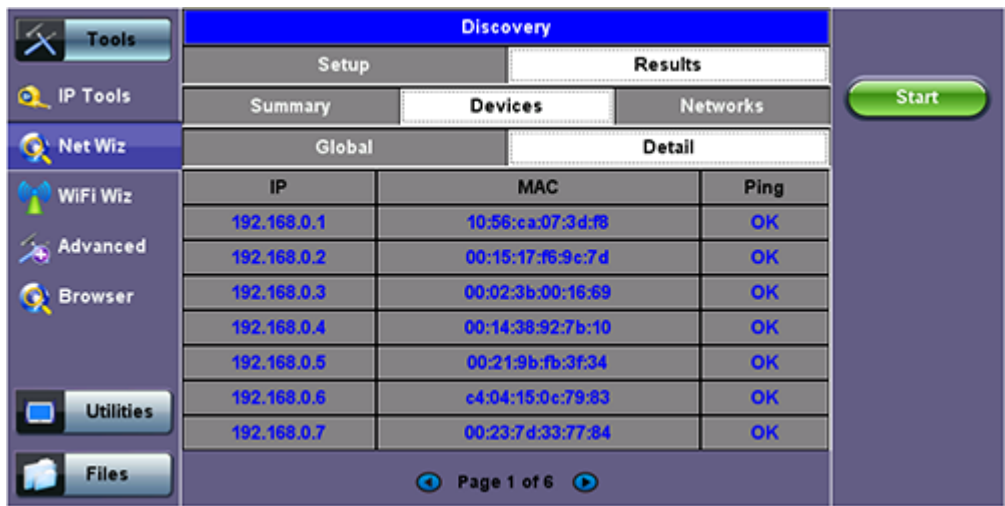 Tools
IP Tools
Net Wiz
WiFi Wiz
Advanced
Browser
Utilities
Files
Discovery
Setup Results
Summary Devices Networks
Global Detail
IP MAC Ping
192.168.0.1 10:56:ca:07:3d:f8 OK
192.168.0.2 00:15:17:f6:9c:7d OK
192.168.0.3 00:02:3b:00:16:69 OK
192.168.0.4 00:14:38:92:7b:10 OK
192.168.0.5 00:21:9b:fb:3f:34 OK
192.168.0.6 c4:04:15:0c:79:83 OK
192.168.0.7 00:23:7d:33:77:84 OK
Page 1 of 6
Start